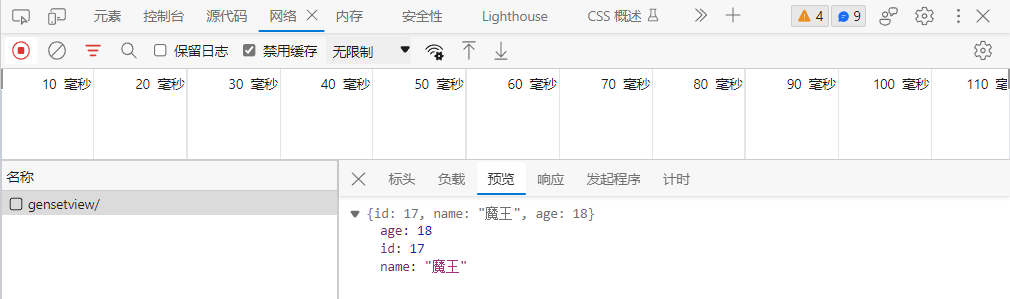 元素 控制台 源代码 网络 内存 安全性 Lighthouse CSS 概述 4 9
保留日志 禁用缓存 无限制
10 毫秒 20 毫秒 30 毫秒 40 毫秒 50 毫秒 60 毫秒 70 毫秒 80 毫秒 90 毫秒 100 毫秒 110 毫
名称 标头 负载 预览 响应 发起程序 计时
gensetview/ {id: 17, name: "魔王", age: 18}
age: 18
id: 17
name: "魔王"